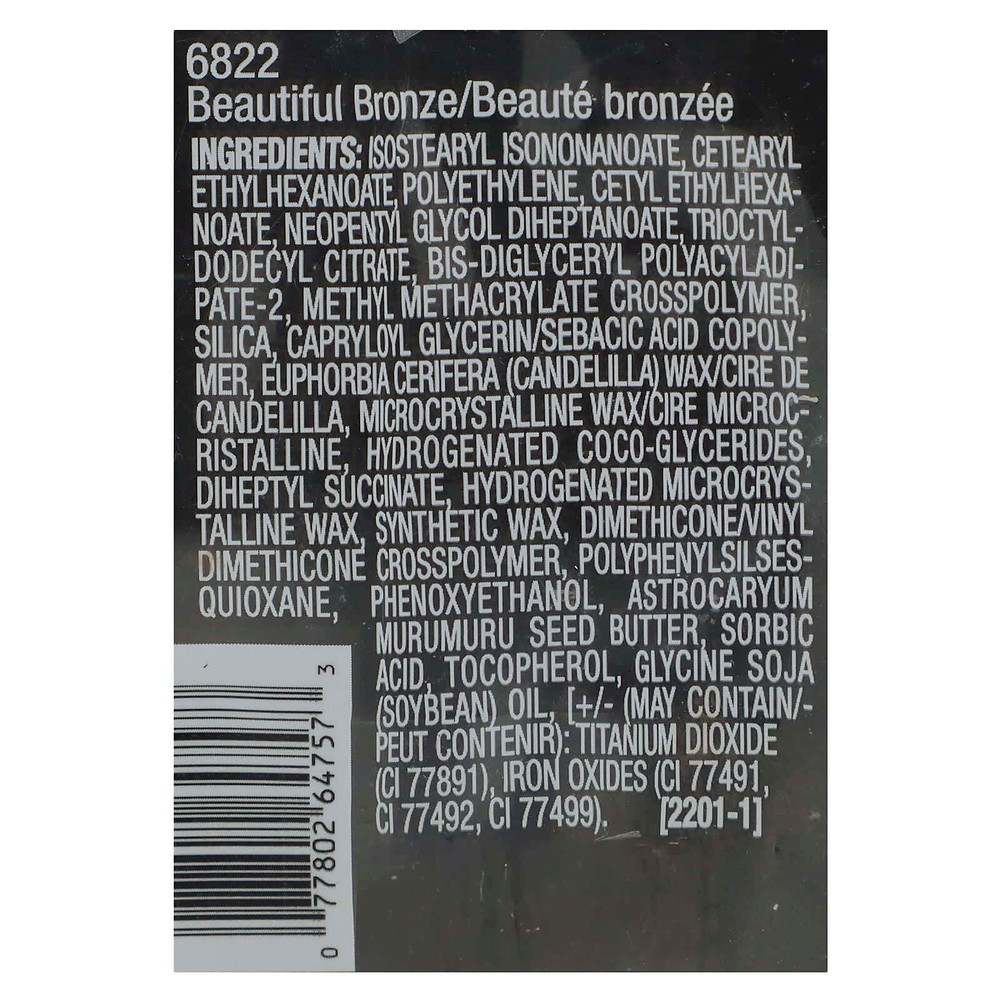 6822
Beautiful Bronze/Beauté bronzée
INGREDIENTS: ISOSTEARYL ISONONANOATE, CETEARYL
ETHYLHEXANOATE, POLYETHYLENE, CETYL ETHYLHEXA-
NOATE, NEOPENTYL GLYCOL DIHEPTANOATE, TRIOCTYL-
DODECYL CITRATE, BIS-DIGLYCERYL POLYACYLADI-
PATE-2, METHYL METHACRYLATE CROSSPOLYMER,
SILICA, CAPRYLOYL GLYCERIN/SEBACIC ACID COPOLY-
MER, EUPHORBIA CERIFERA (CANDELILLA) WAX/CIRE DE
CANDELILLA, MICROCRYSTALLINE WAX/CIRE MICROC-
RISTALLINE, HYDROGENATED COCO-GLYCERIDES,
DIHEPTYL SUCCINATE, HYDROGENATED MICROCRYS-
TALLINE WAX, SYNTHETIC WAX, DIMETHICONE/VINYL
DIMETHICONE CROSSPOLYMER, POLYPHENYLSILSES-
QUIOXANE, PHENOXYETHANOL, ASTROCARYUM
MURUMURU SEED BUTTER, SORBIC
ACID, TOCOPHEROL, GLYCINE SOJA
(SOYBEAN) OIL, [+/- (MAY CONTAIN/-
PEUT CONTENIR): TITANIUM DIOXIDE
(CI 77891), IRON OXIDES (CI 77491,
CI 77492, CI 77499). [2201-1]
0 77802 64757 3